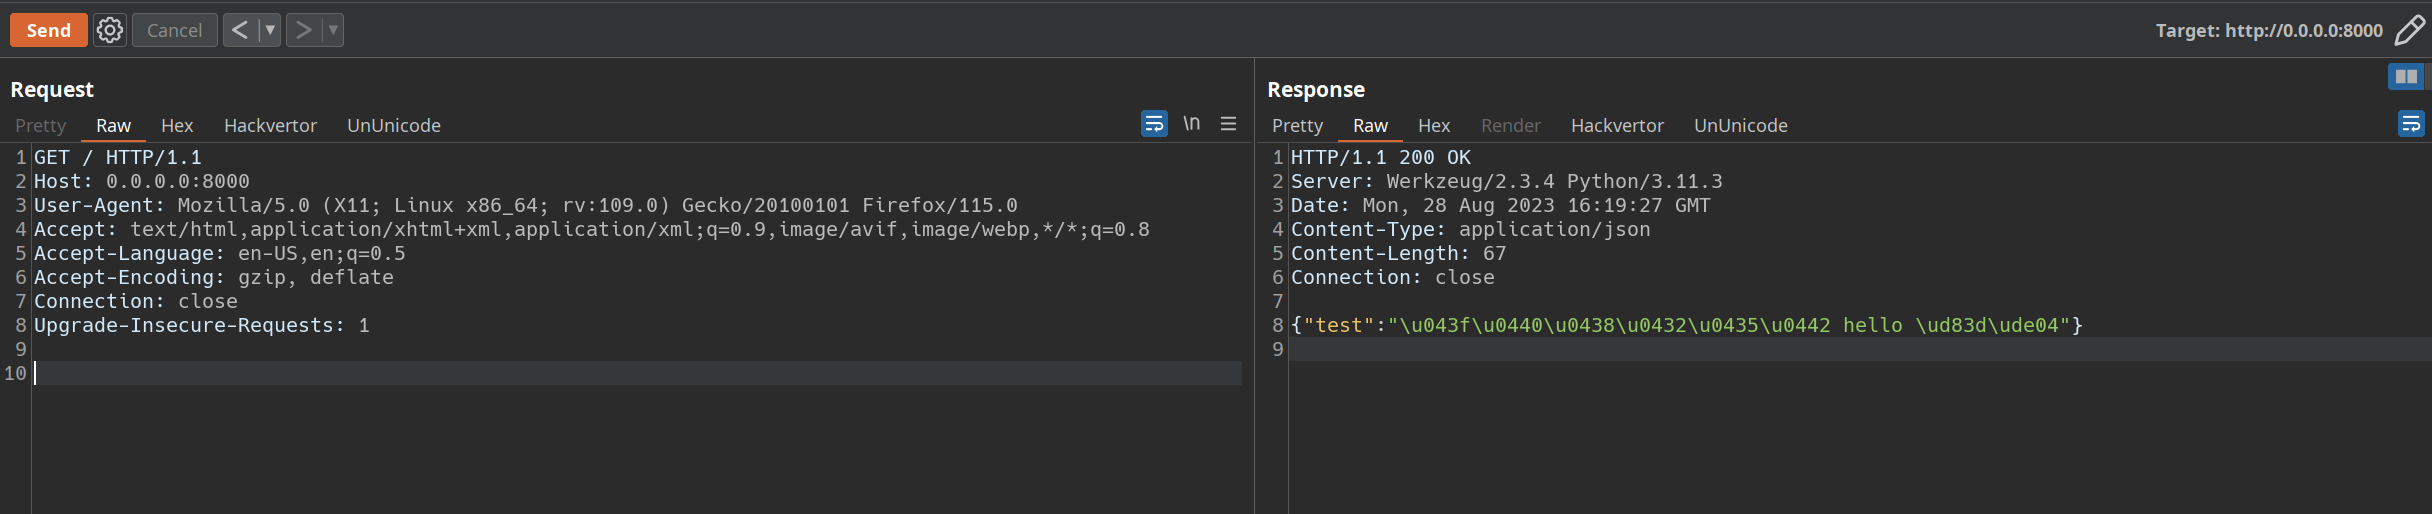 Send Cancel < ▼ > ▼ Target: http://0.0.0.0:8000
Request
Pretty Raw Hex Hackvertor UnUnicode \n
1 GET / HTTP/1.1
2 Host: 0.0.0.0:8000
3 User-Agent: Mozilla/5.0 (X11; Linux x86_64; rv:109.0) Gecko/20100101 Firefox/115.0
4 Accept: text/html,application/xhtml+xml,application/xml;q=0.9,image/avif,image/webp,*/*;q=0.8
5 Accept-Language: en-US,en;q=0.5
6 Accept-Encoding: gzip, deflate
7 Connection: close
8 Upgrade-Insecure-Requests: 1
9
10
Response
Pretty Raw Hex Render Hackvertor UnUnicode
1 HTTP/1.1 200 OK
2 Server: Werkzeug/2.3.4 Python/3.11.3
3 Date: Mon, 28 Aug 2023 16:19:27 GMT
4 Content-Type: application/json
5 Content-Length: 67
6 Connection: close
7
8 {"test":"\u043f\u0440\u0438\u0432\u0435\u0442 hello \ud83d\ude04"}
9